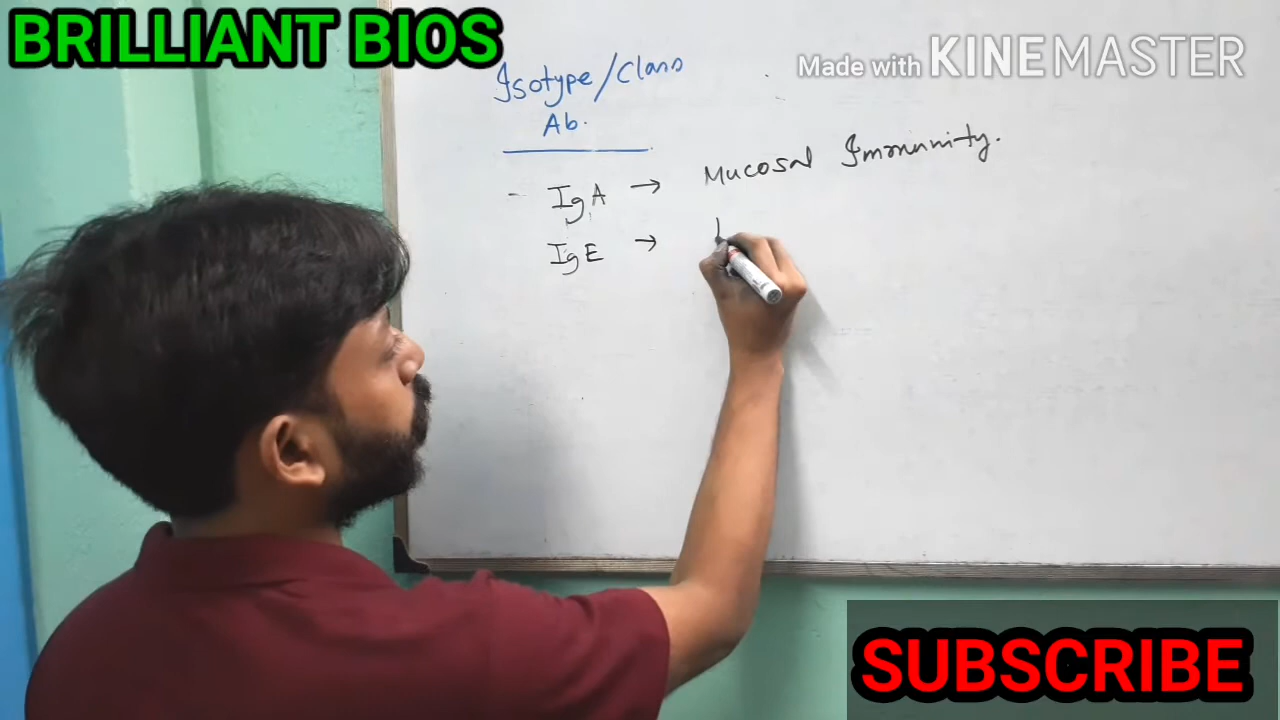 BRILLIANT BIOS
Made with KINEMASTER
Isotype/Class
Ab.
- IgA → Mucosal Immunity.
IgE →
SUBSCRIBE